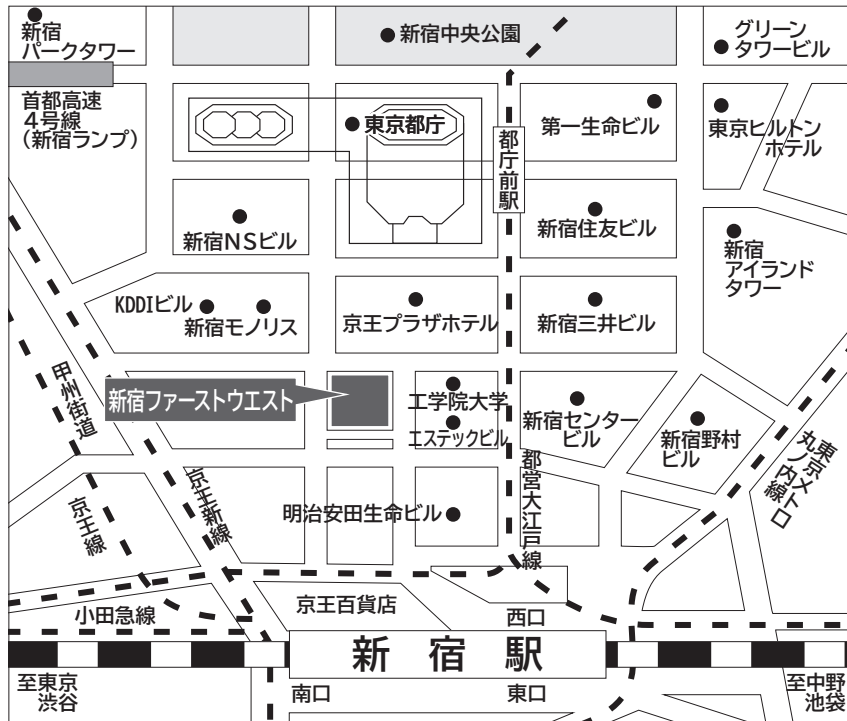 新宿
パークタワー
新宿中央公園
グリーン
タワービル
首都高速
4号線
(新宿ランプ)
東京都庁
第一生命ビル
東京ヒルトン
ホテル
都庁前駅
新宿NSビル
新宿住友ビル
新宿
アイランド
タワー
KDDIビル
新宿モノリス
京王プラザホテル
新宿三井ビル
甲州街道
新宿ファーストウエスト
工学院大学
エステックビル
新宿センター
ビル
新宿野村
ビル
東京メトロ
丸ノ内線
京王線
京王新線
明治安田生命ビル
都営大江戸線
小田急線
京王百貨店
西口
新宿駅
至東京
渋谷
南口
東口
至中野
池袋